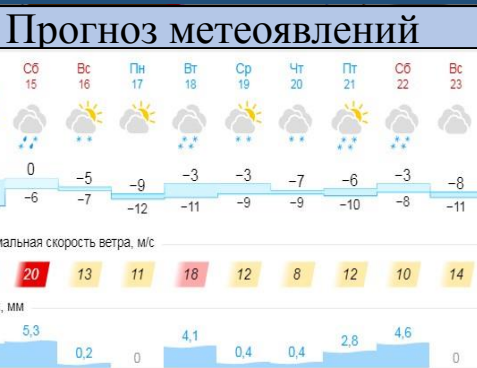 Прогноз метеоявлений
Сб Вс Пн Вт Ср Чт Пт Сб Вс
15 16 17 18 19 20 21 22 23
0 −5 −9 −3 −3 −7 −6 −3 −8
−6 −7 −12 −11 −9 −9 −10 −8 −11
мальная скорость ветра, м/с
20 13 11 18 12 8 12 10 14
, мм
5,3 0,2 0 4,1 0,4 0,4 2,8 4,6 0